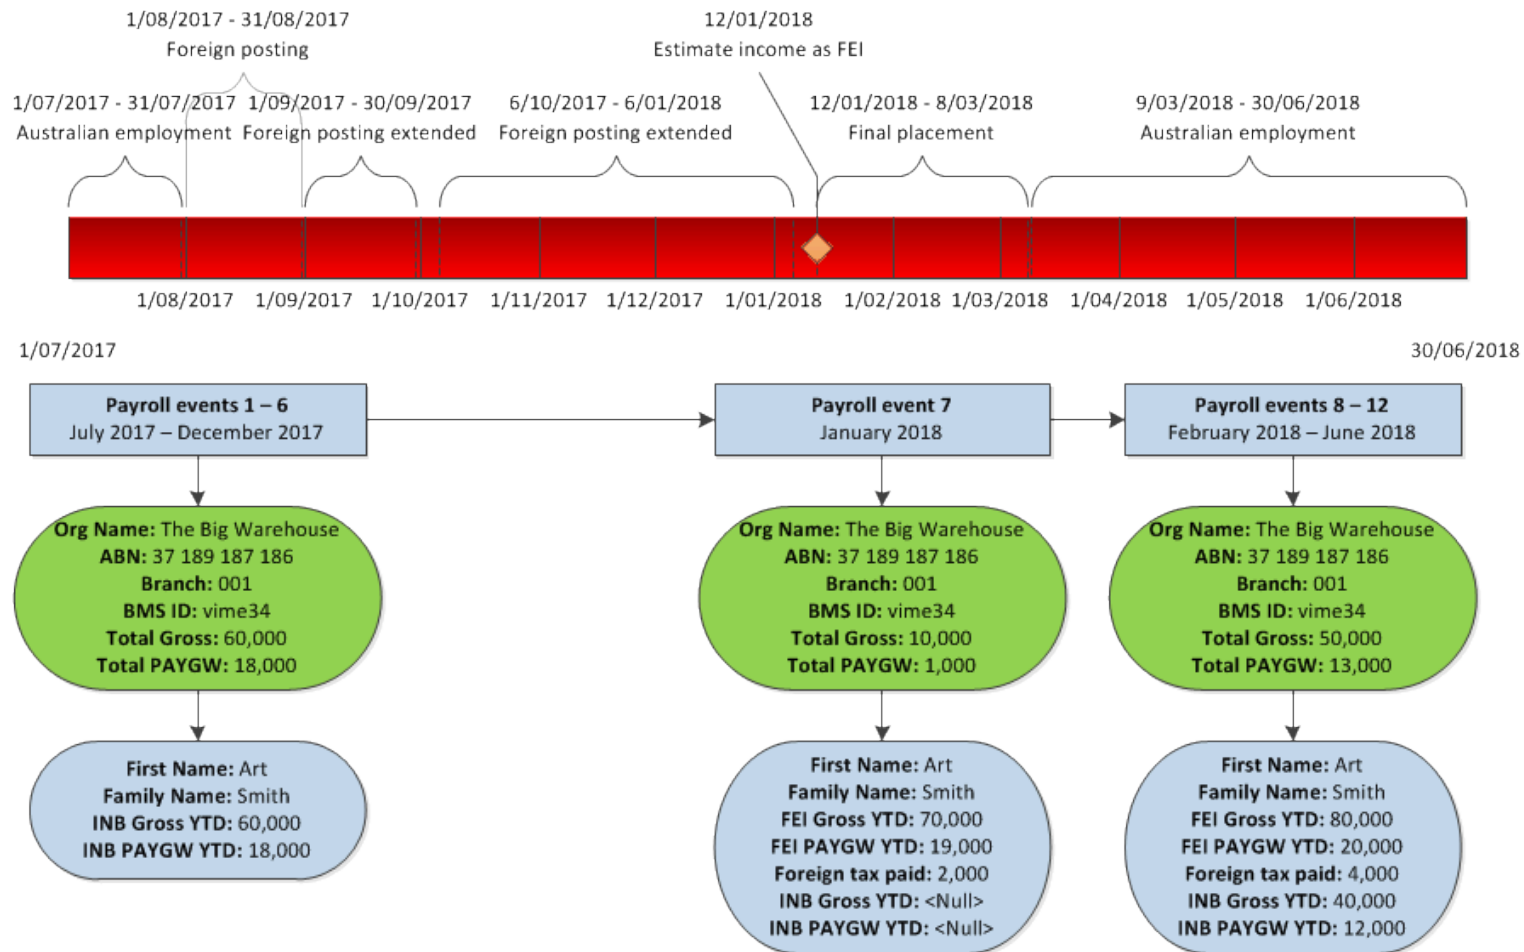 1/08/2017 - 31/08/2017
Foreign posting
12/01/2018
Estimate income as FEI
1/07/2017 - 31/07/2017
Australian employment
1/09/2017 - 30/09/2017
Foreign posting extended
6/10/2017 - 6/01/2018
Foreign posting extended
12/01/2018 - 8/03/2018
Final placement
9/03/2018 - 30/06/2018
Australian employment
1/08/2017
1/09/2017
1/10/2017
1/11/2017
1/12/2017
1/01/2018
1/02/2018
1/03/2018
1/04/2018
1/05/2018
1/06/2018
1/07/2017
30/06/2018
Payroll events 1 – 6
July 2017 – December 2017
Payroll event 7
January 2018
Payroll events 8 – 12
February 2018 – June 2018
Org Name: The Big Warehouse
ABN: 37 189 187 186
Branch: 001
BMS ID: vime34
Total Gross: 60,000
Total PAYGW: 18,000
Org Name: The Big Warehouse
ABN: 37 189 187 186
Branch: 001
BMS ID: vime34
Total Gross: 10,000
Total PAYGW: 1,000
Org Name: The Big Warehouse
ABN: 37 189 187 186
Branch: 001
BMS ID: vime34
Total Gross: 50,000
Total PAYGW: 13,000
First Name: Art
Family Name: Smith
INB Gross YTD: 60,000
INB PAYGW YTD: 18,000
First Name: Art
Family Name: Smith
FEI Gross YTD: 70,000
FEI PAYGW YTD: 19,000
Foreign tax paid: 2,000
INB Gross YTD: <Null>
INB PAYGW YTD: <Null>
First Name: Art
Family Name: Smith
FEI Gross YTD: 80,000
FEI PAYGW YTD: 20,000
Foreign tax paid: 4,000
INB Gross YTD: 40,000
INB PAYGW YTD: 12,000